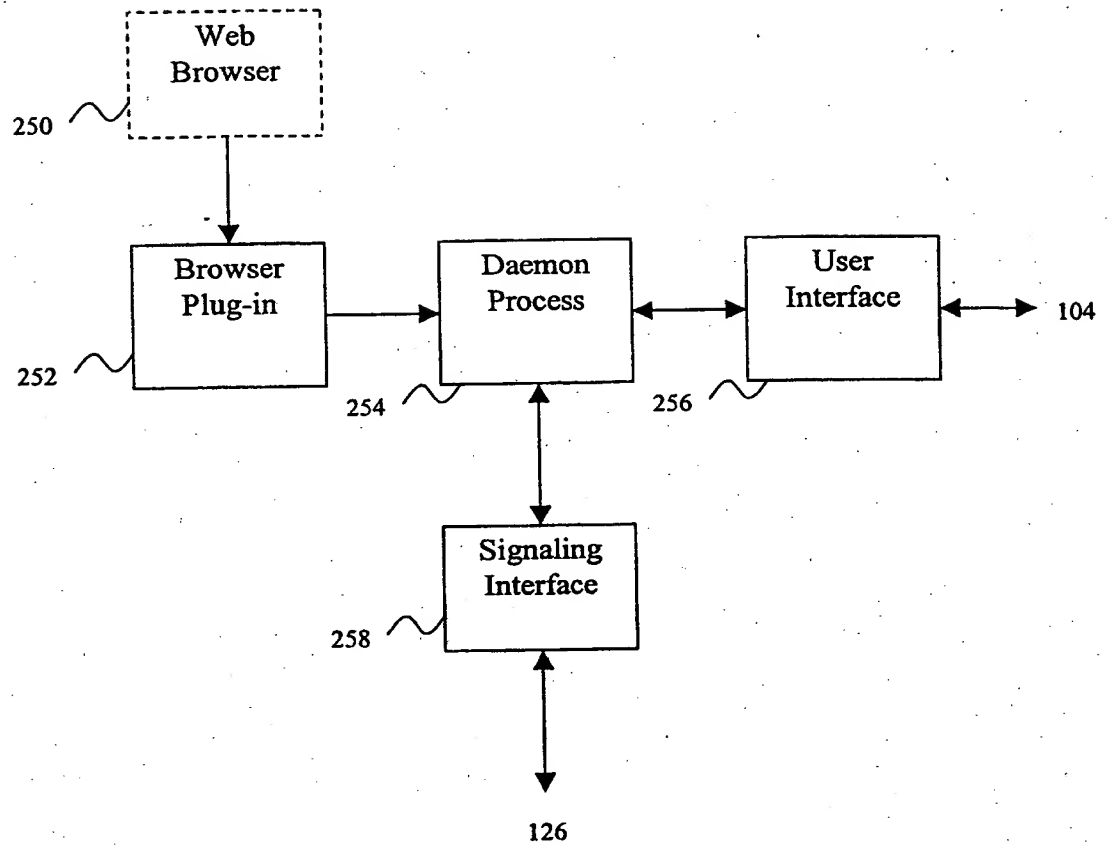 Web
Browser
250
Browser
Plug-in
252
Daemon
Process
254
User
Interface
256
104
Signaling
Interface
258
126